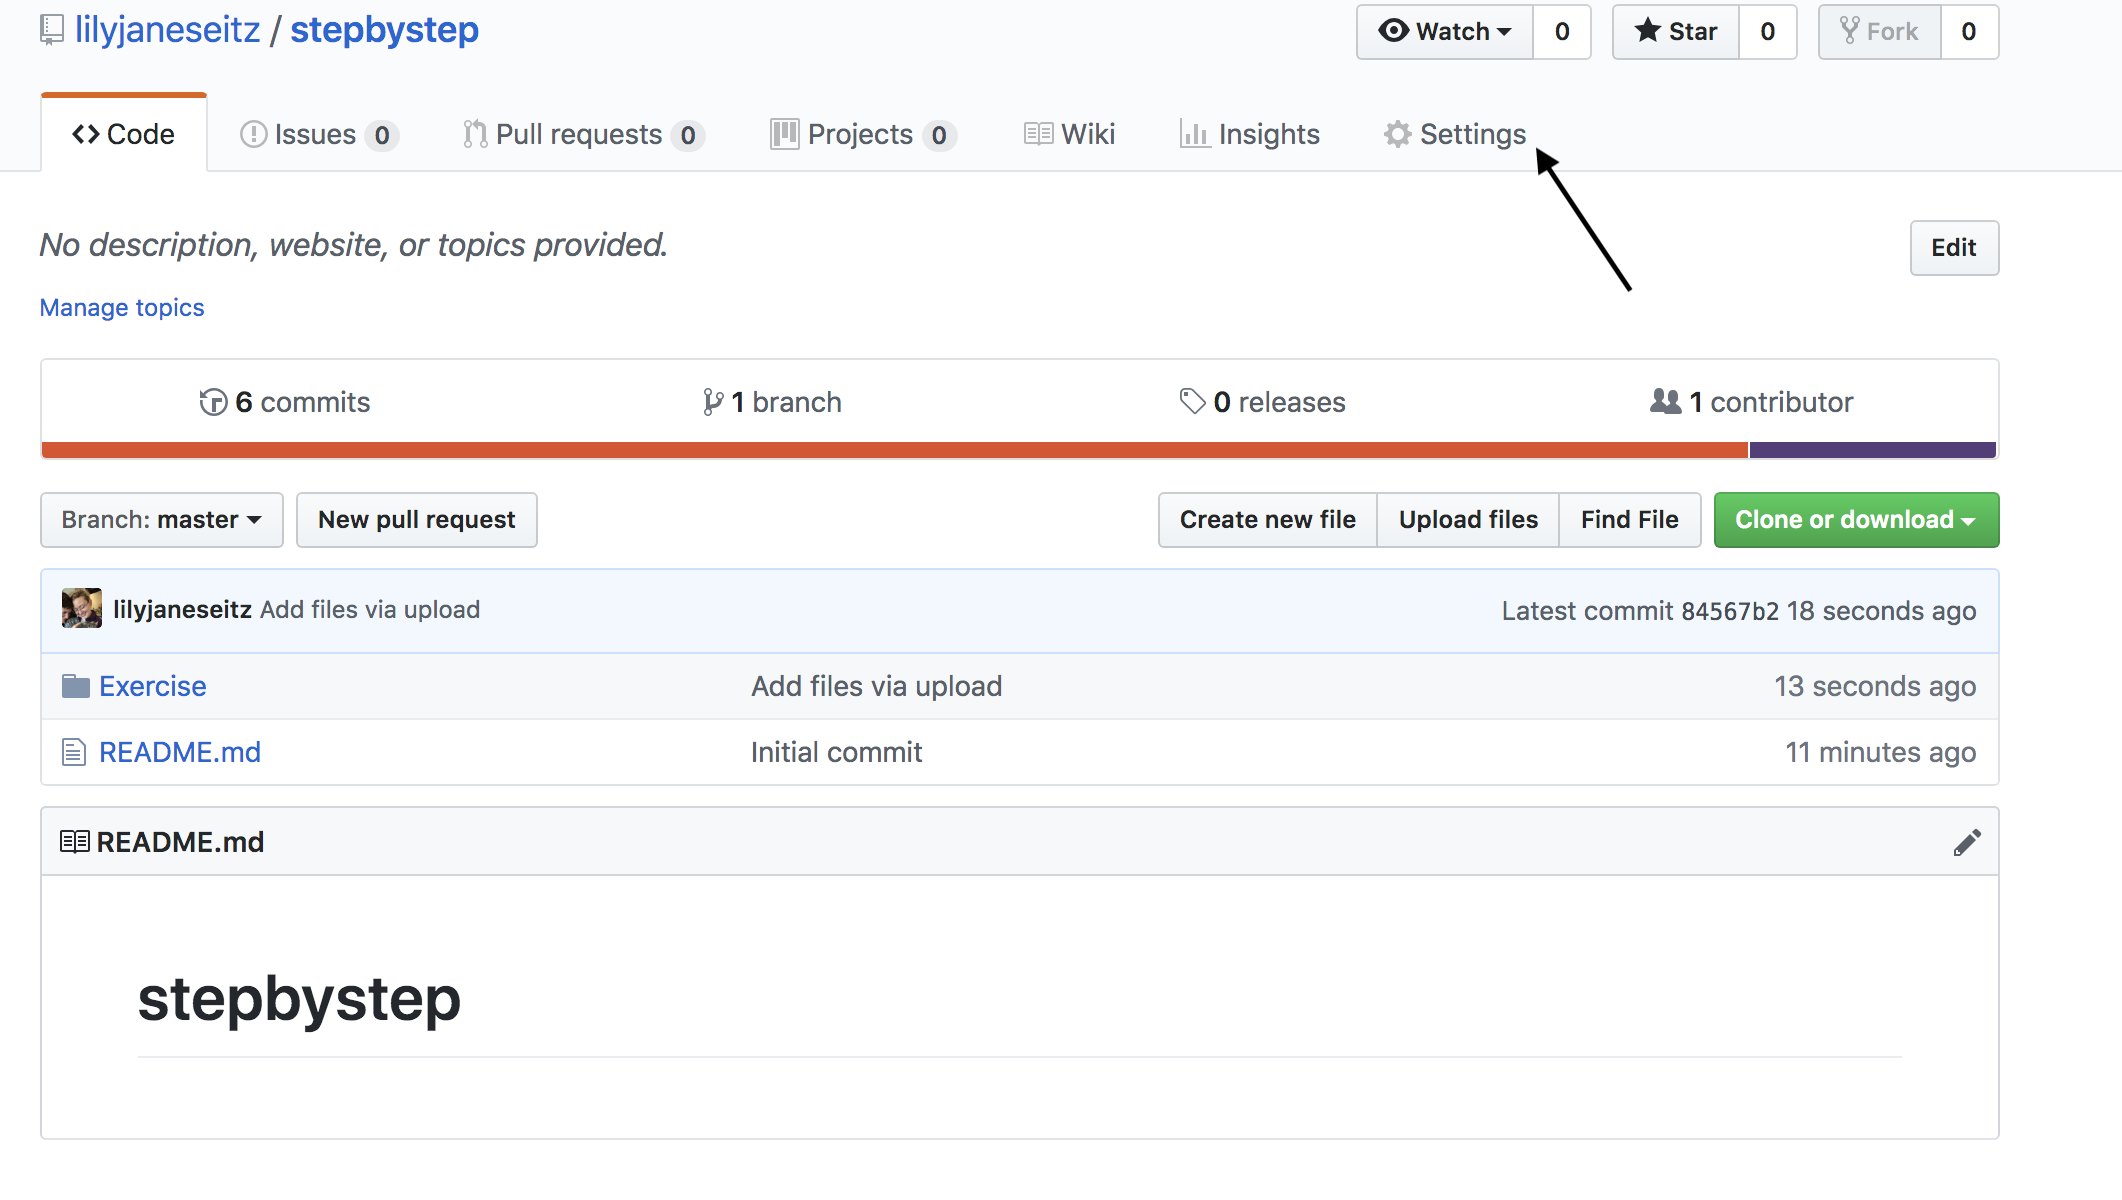 lilyjaneseitz / stepbystep
Watch 0 Star 0 Fork 0
Code Issues 0 Pull requests 0 Projects 0 Wiki Insights Settings
No description, website, or topics provided.
Edit
Manage topics
6 commits 1 branch 0 releases 1 contributor
Branch: master New pull request Create new file Upload files Find File Clone or download
lilyjaneseitz Add files via upload Latest commit 84567b2 18 seconds ago
Exercise Add files via upload 13 seconds ago
README.md Initial commit 11 minutes ago
README.md
stepbystep